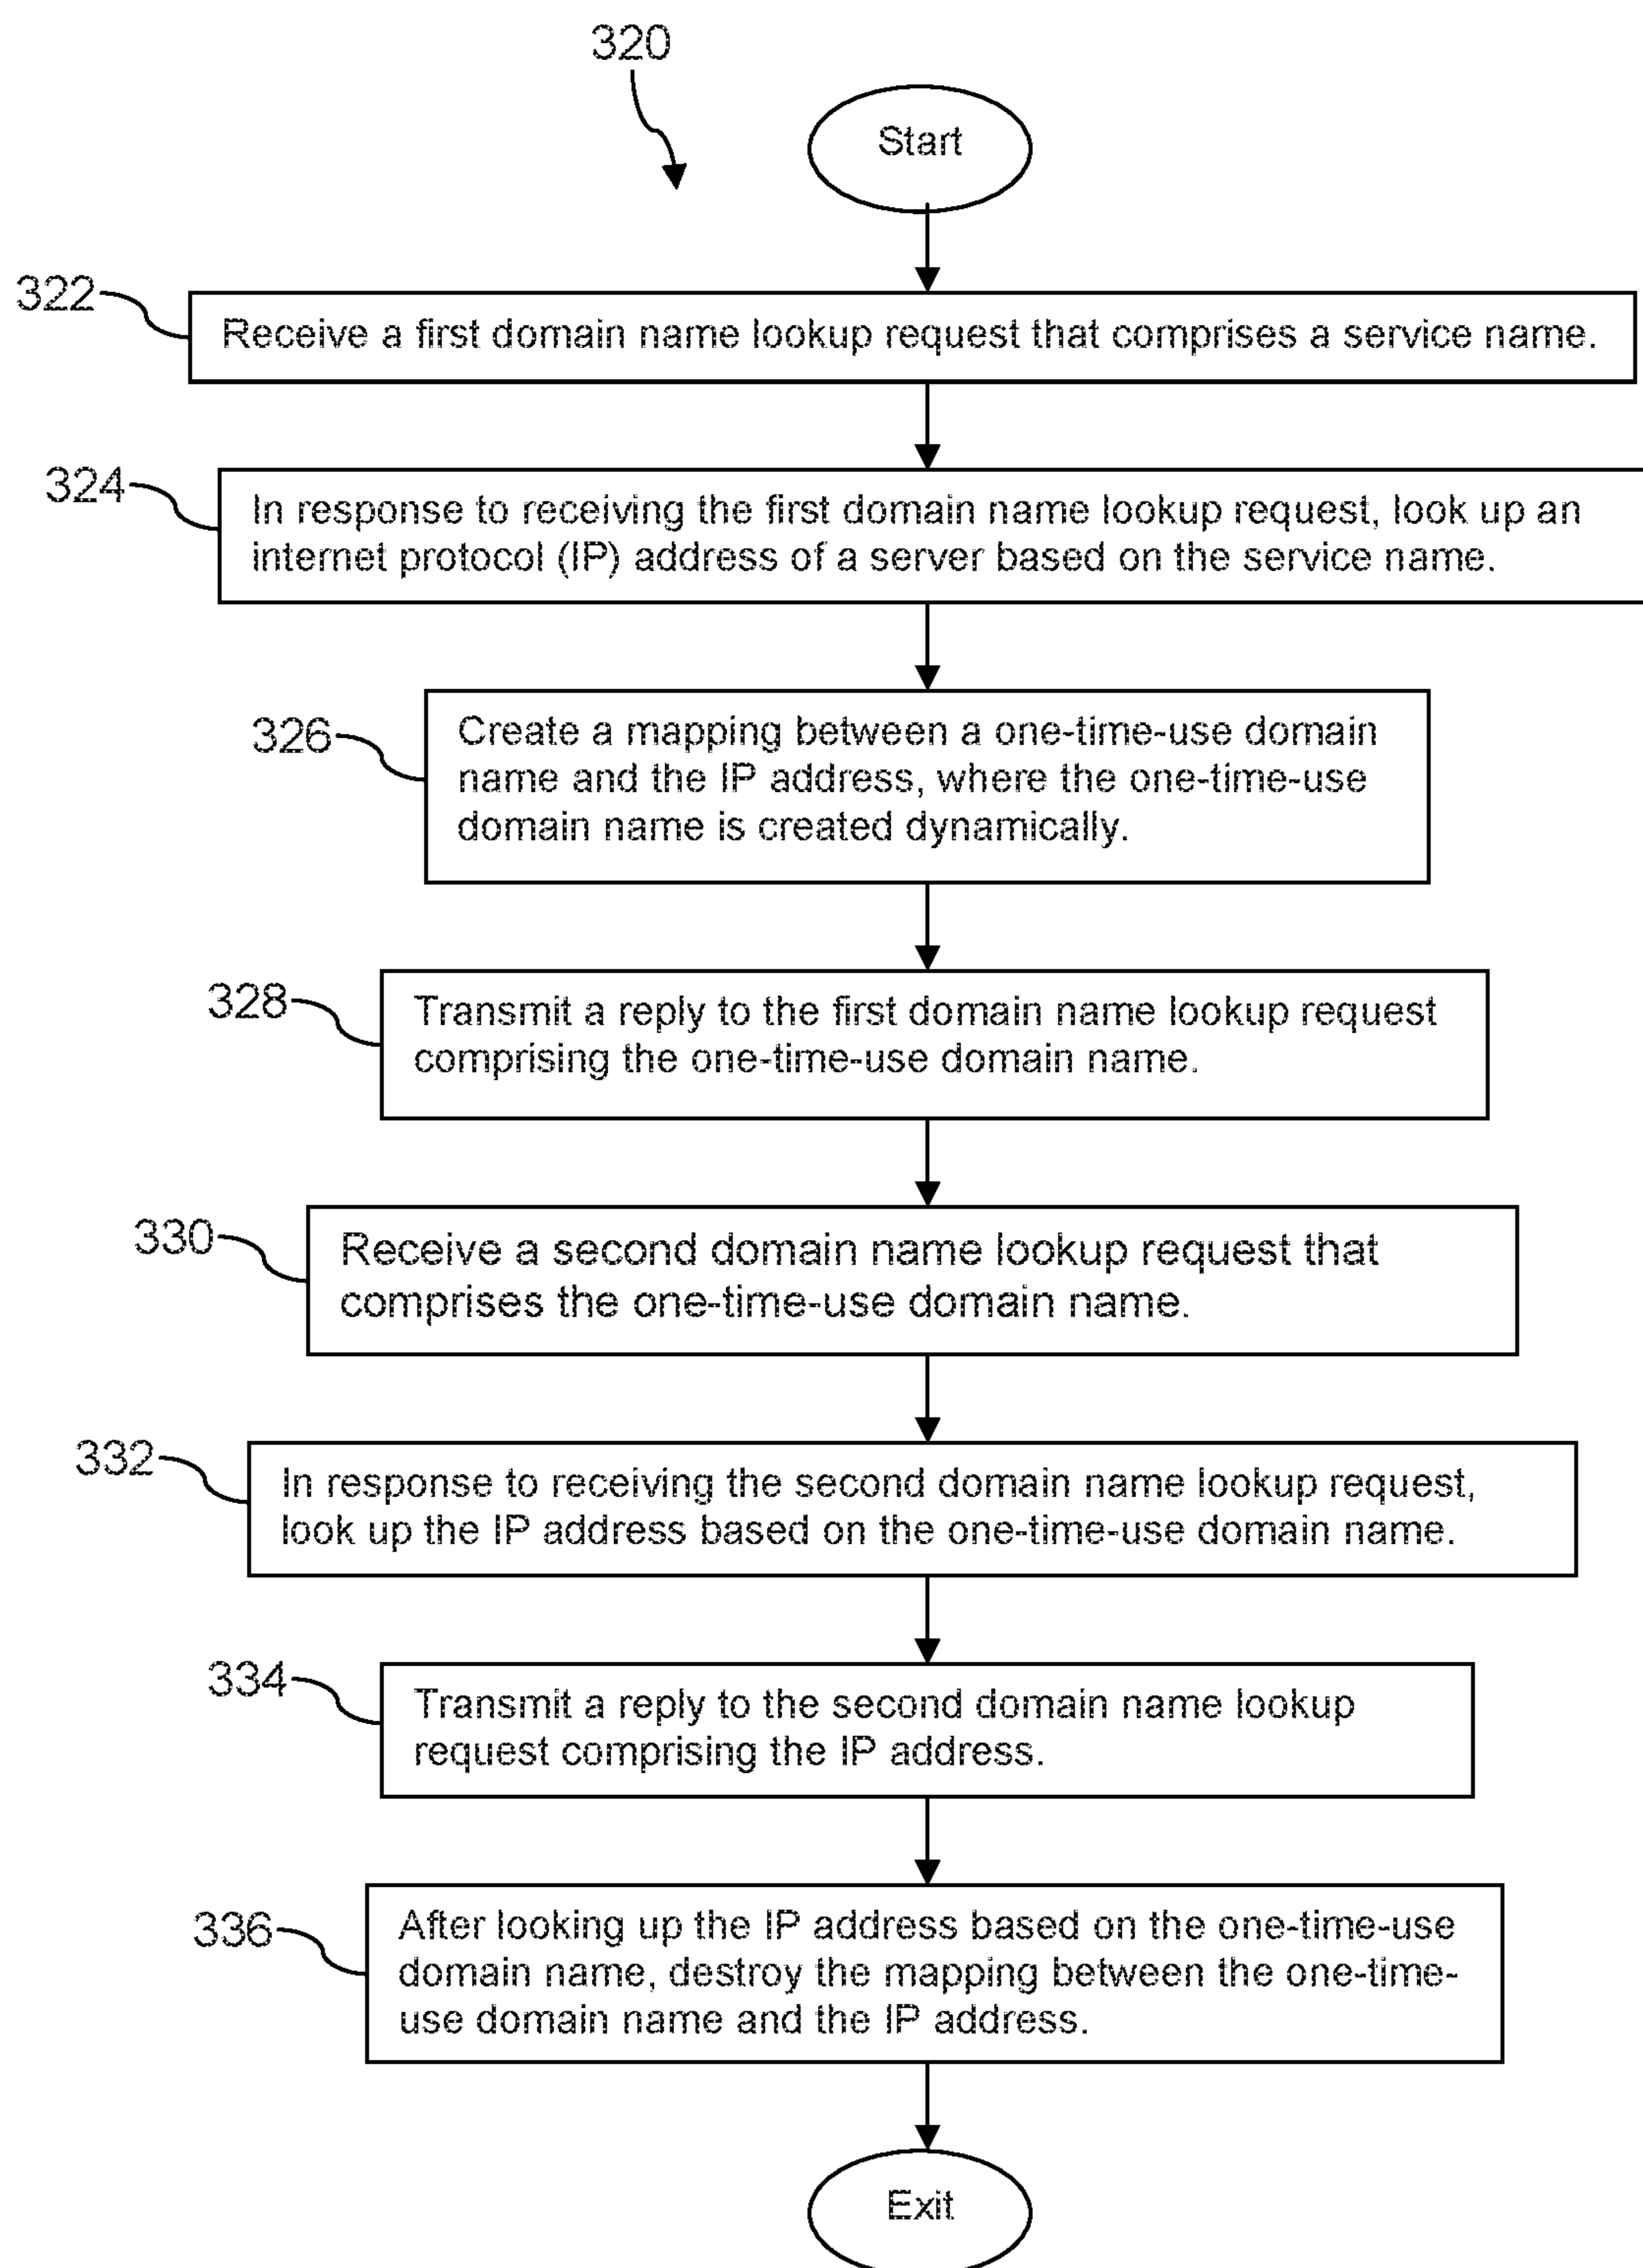 320
Start
322
Receive a first domain name lookup request that comprises a service name.
324
In response to receiving the first domain name lookup request, look up an
internet protocol (IP) address of a server based on the service name.
326
Create a mapping between a one-time-use domain
name and the IP address, where the one-time-use
domain name is created dynamically.
328
Transmit a reply to the first domain name lookup request
comprising the one-time-use domain name.
330
Receive a second domain name lookup request that
comprises the one-time-use domain name.
332
In response to receiving the second domain name lookup request,
look up the IP address based on the one-time-use domain name.
334
Transmit a reply to the second domain name lookup
request comprising the IP address.
336
After looking up the IP address based on the one-time-use
domain name, destroy the mapping between the one-time-
use domain name and the IP address.
Exit